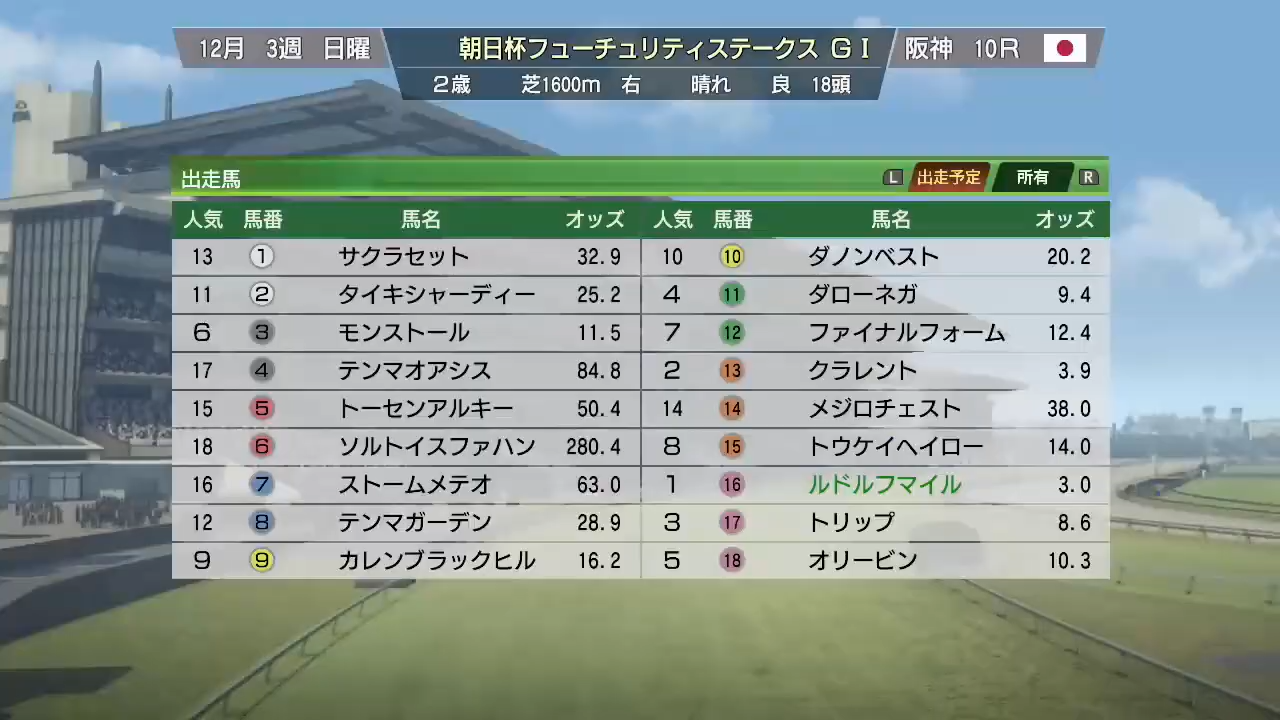 12月 3週 日曜 朝日杯フューチュリティステークス GⅠ 阪神 10R
2歳 芝1600m 右 晴れ 良 18頭
出走馬 L 出走予定 所有 R
人気 馬番 馬名 オッズ 人気 馬番 馬名 オッズ
13 1 サクラセット 32.9 10 10 ダノンベスト 20.2
11 2 タイキシャーディー 25.2 4 11 ダローネガ 9.4
6 3 モンストール 11.5 7 12 ファイナルフォーム 12.4
17 4 テンマオアシス 84.8 2 13 クラレント 3.9
15 5 トーセンアルキー 50.4 14 14 メジロチェスト 38.0
18 6 ソルトイスファハン 280.4 8 15 トウケイヘイロー 14.0
16 7 ストームメテオ 63.0 1 16 ルドルフマイル 3.0
12 8 テンマガーデン 28.9 3 17 トリップ 8.6
9 9 カレンブラックヒル 16.2 5 18 オリービン 10.3